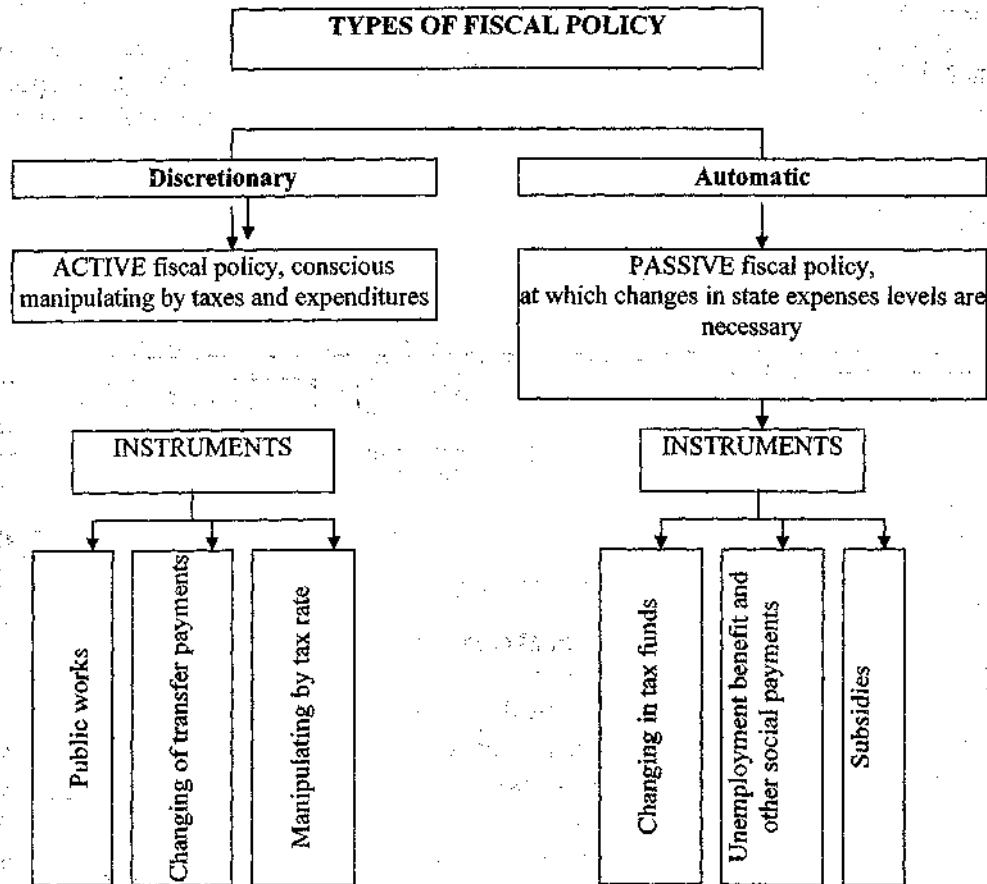 TYPES OF FISCAL POLICY
Discretionary
Automatic
ACTIVE fiscal policy, conscious
manipulating by taxes and expenditures
PASSIVE fiscal policy,
at which changes in state expenses levels are
necessary
INSTRUMENTS
INSTRUMENTS
Public works
Changing of transfer payments
Manipulating by tax rate
Changing in tax funds
Unemployment benefit and
other social payments
Subsidies